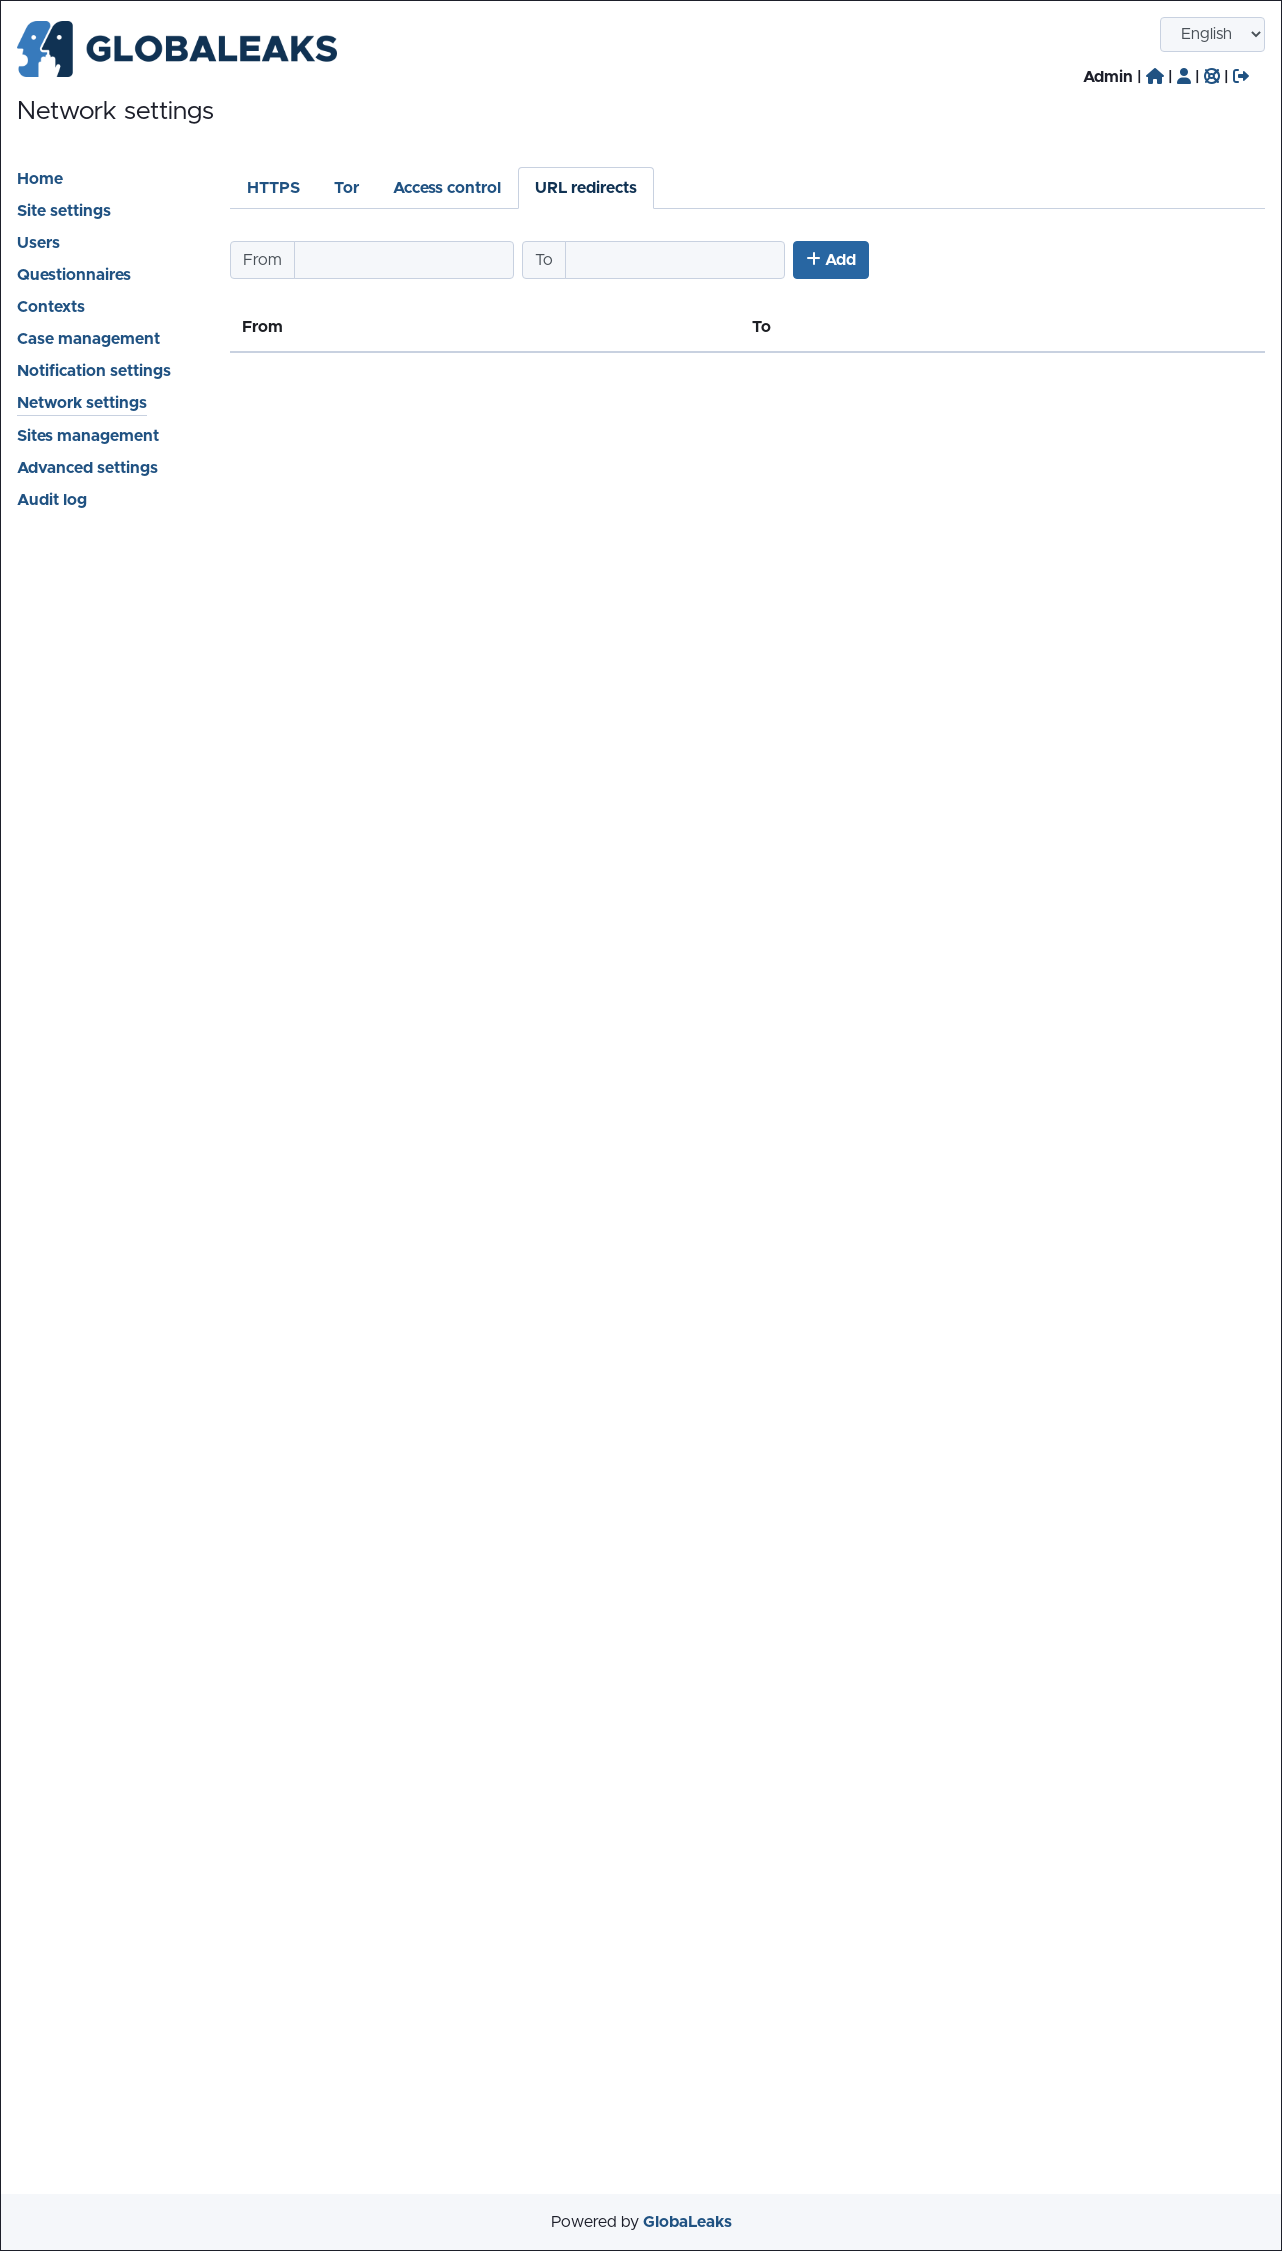 GLOBALEAKS
English
Admin | | | |
Network settings
Home
Site settings
Users
Questionnaires
Contexts
Case management
Notification settings
Network settings
Sites management
Advanced settings
Audit log
HTTPS Tor Access control URL redirects
From To + Add
From To
Powered by GlobaLeaks